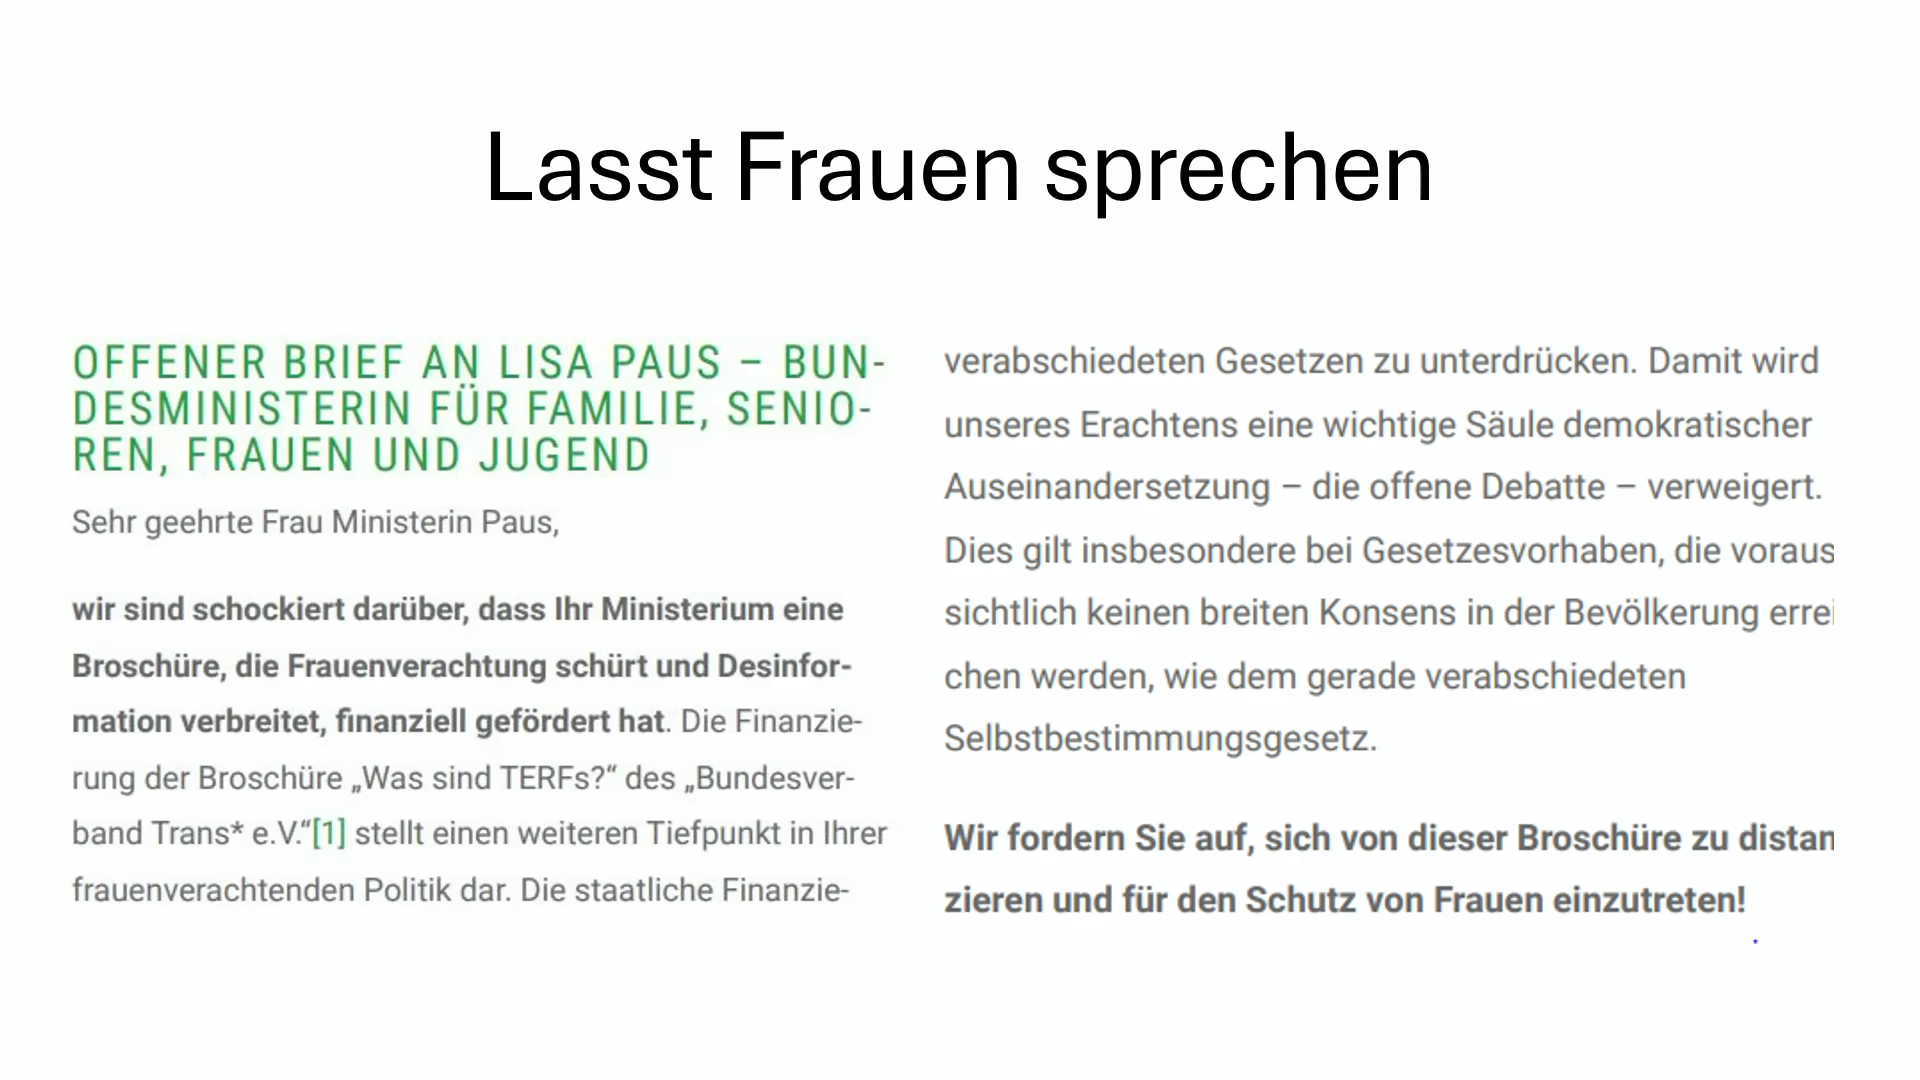 Lasst Frauen sprechen
OFFENER BRIEF AN LISA PAUS – BUN-
DESMINISTERIN FÜR FAMILIE, SENIO-
REN, FRAUEN UND JUGEND
Sehr geehrte Frau Ministerin Paus,
wir sind schockiert darüber, dass Ihr Ministerium eine
Broschüre, die Frauenverachtung schürt und Desinfor-
mation verbreitet, finanziell gefördert hat. Die Finanzie-
rung der Broschüre „Was sind TERFs?“ des „Bundesver-
band Trans* e.V.“[1] stellt einen weiteren Tiefpunkt in Ihrer
frauenverachtenden Politik dar. Die staatliche Finanzie-
verabschiedeten Gesetzen zu unterdrücken. Damit wird
unseres Erachtens eine wichtige Säule demokratischer
Auseinandersetzung – die offene Debatte – verweigert.
Dies gilt insbesondere bei Gesetzesvorhaben, die voraus
sichtlich keinen breiten Konsens in der Bevölkerung errei
chen werden, wie dem gerade verabschiedeten
Selbstbestimmungsgesetz.
Wir fordern Sie auf, sich von dieser Broschüre zu distan
zieren und für den Schutz von Frauen einzutreten!